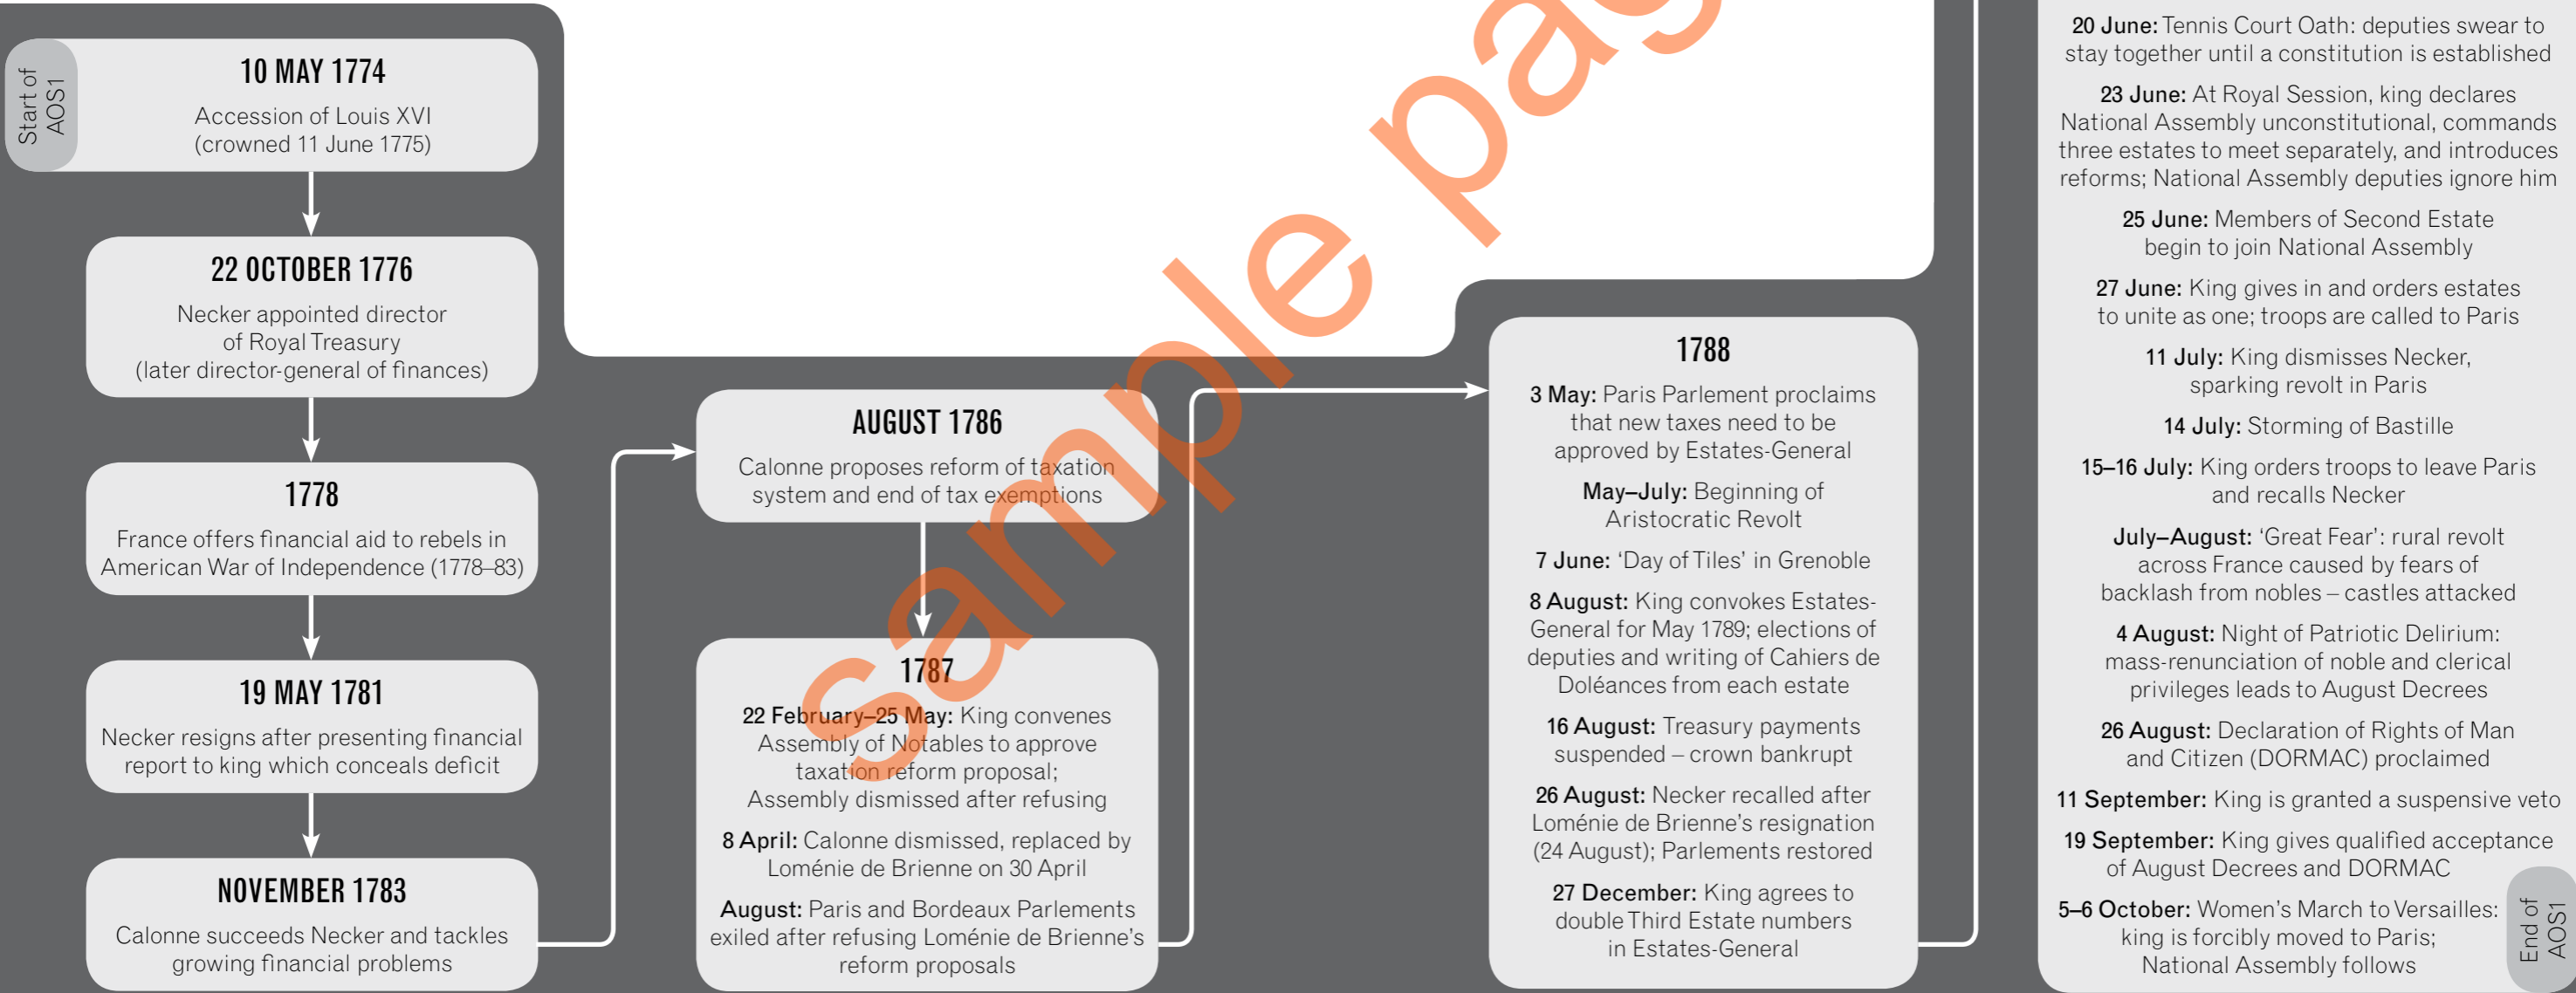 Start of
AOS1
10 MAY 1774
Accession of Louis XVI
(crowned 11 June 1775)
22 OCTOBER 1776
Necker appointed director
of Royal Treasury
(later director-general of finances)
1778
France offers financial aid to rebels in
American War of Independence (1778–83)
19 MAY 1781
Necker resigns after presenting financial
report to king which conceals deficit
NOVEMBER 1783
Calonne succeeds Necker and tackles
growing financial problems
AUGUST 1786
Calonne proposes reform of taxation
system and end of tax exemptions
1787
22 February–25 May: King convenes
Assembly of Notables to approve
taxation reform proposal;
Assembly dismissed after refusing
8 April: Calonne dismissed, replaced by
Loménie de Brienne on 30 April
August: Paris and Bordeaux Parlements
exiled after refusing Loménie de Brienne's
reform proposals
1788
3 May: Paris Parlement proclaims
that new taxes need to be
approved by Estates-General
May–July: Beginning of
Aristocratic Revolt
7 June: 'Day of Tiles' in Grenoble
8 August: King convokes Estates-
General for May 1789; elections of
deputies and writing of Cahiers de
Doléances from each estate
16 August: Treasury payments
suspended – crown bankrupt
26 August: Necker recalled after
Loménie de Brienne's resignation
(24 August); Parlements restored
27 December: King agrees to
double Third Estate numbers
in Estates-General
20 June: Tennis Court Oath: deputies swear to
stay together until a constitution is established
23 June: At Royal Session, king declares
National Assembly unconstitutional, commands
three estates to meet separately, and introduces
reforms; National Assembly deputies ignore him
25 June: Members of Second Estate
begin to join National Assembly
27 June: King gives in and orders estates
to unite as one; troops are called to Paris
11 July: King dismisses Necker,
sparking revolt in Paris
14 July: Storming of Bastille
15–16 July: King orders troops to leave Paris
and recalls Necker
July–August: 'Great Fear': rural revolt
across France caused by fears of
backlash from nobles – castles attacked
4 August: Night of Patriotic Delirium:
mass-renunciation of noble and clerical
privileges leads to August Decrees
26 August: Declaration of Rights of Man
and Citizen (DORMAC) proclaimed
11 September: King is granted a suspensive veto
19 September: King gives qualified acceptance
of August Decrees and DORMAC
5–6 October: Women's March to Versailles:
king is forcibly moved to Paris;
National Assembly follows
End of
AOS1
sample pag